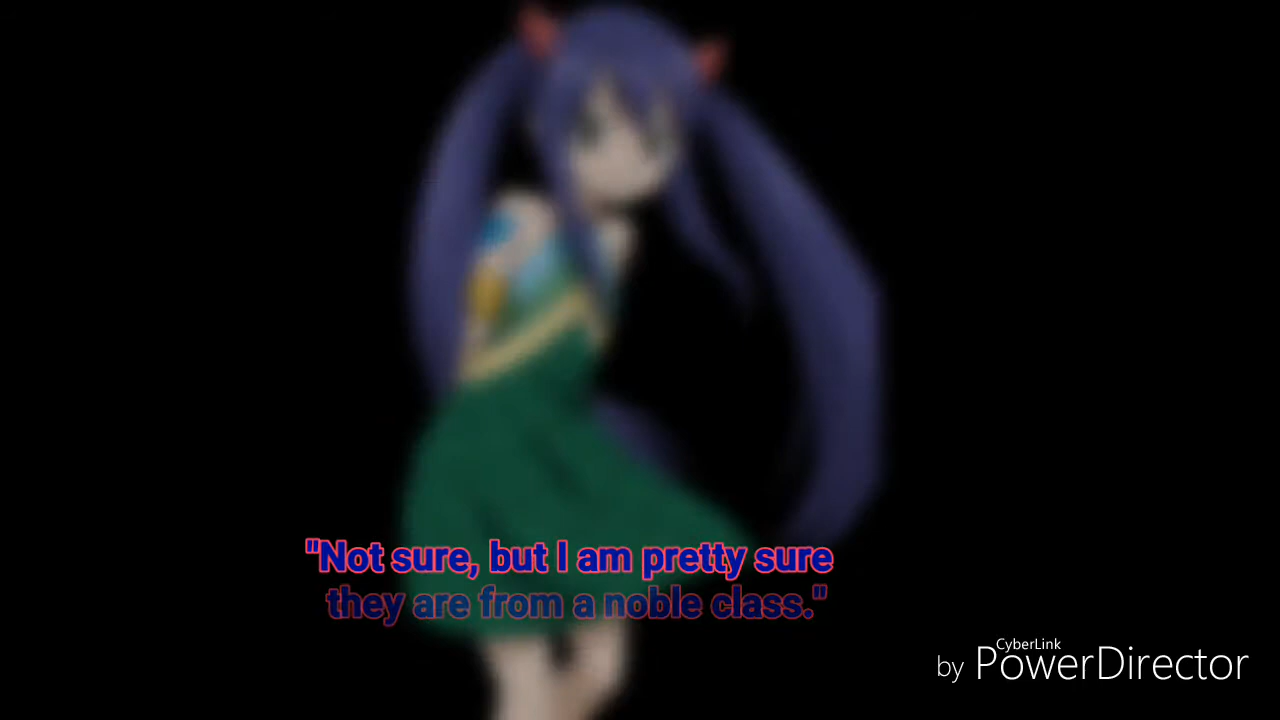 "Not sure, but I am pretty sure
they are from a noble class."
CyberLink
by PowerDirector